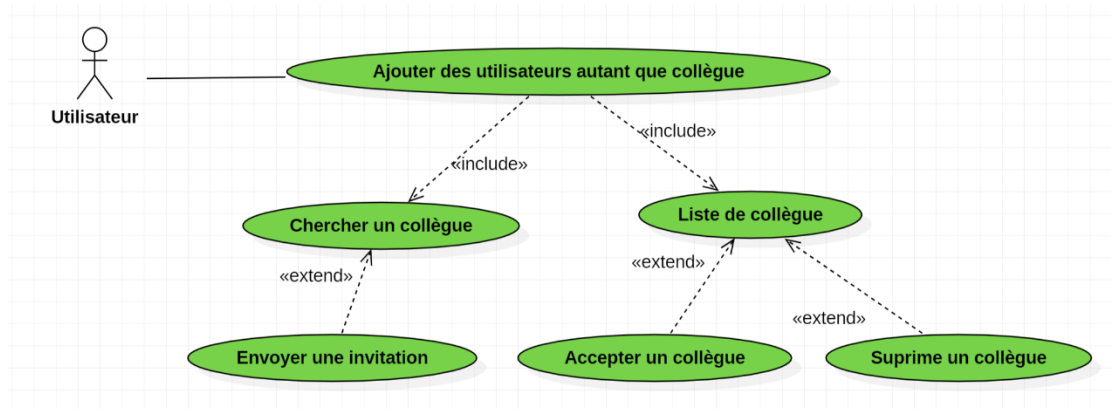 Ajouter des utilisateurs autant que collègue
Utilisateur
«include»
«include»
Chercher un collègue
Liste de collègue
«extend»
«extend»
«extend»
Envoyer une invitation
Accepter un collègue
Suprime un collègue